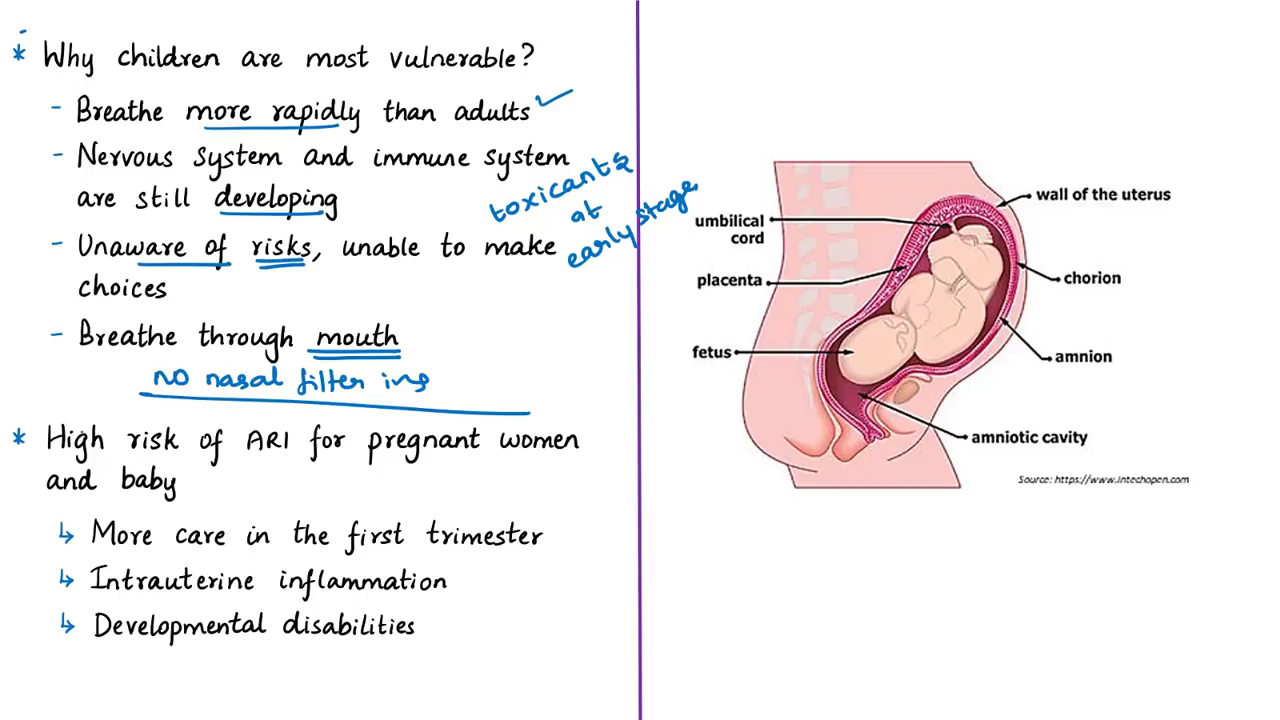 * Why children are most vulnerable?
- Breathe more rapidly than adults ✓
- Nervous system and immune system
are still developing
toxicants
at
early stage
- Unaware of risks, unable to make
choices
- Breathe through mouth
no nasal filter ing
* High risk of ARI for pregnant women
and baby
↳ More care in the first trimester
↳ Intrauterine inflammation
↳ Developmental disabilities
wall of the uterus
umbilical
cord
placenta
chorion
fetus
amnion
amniotic cavity
Source: https://www.intechopen.com